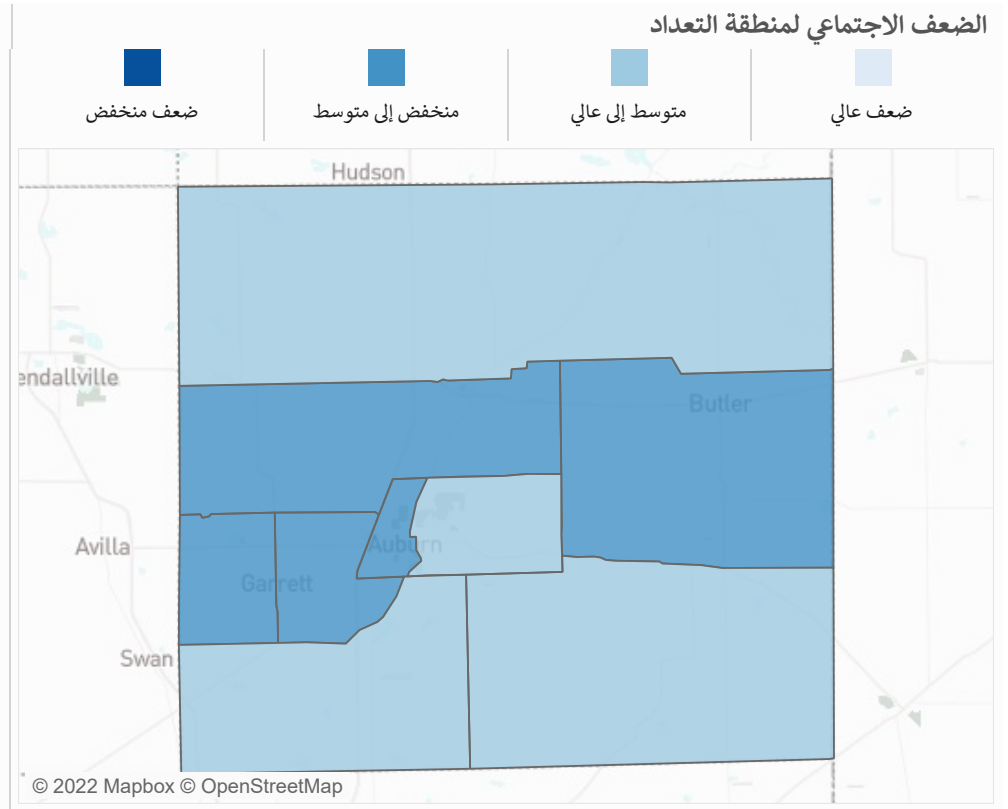 الضعف الاجتماعي لمنطقة التعداد
ضعف عالي
متوسط إلى عالي
منخفض إلى متوسط
ضعف منخفض
Hudson
endallville
Butler
Avilla
Auburn
Garrett
Swan
© 2022 Mapbox © OpenStreetMap